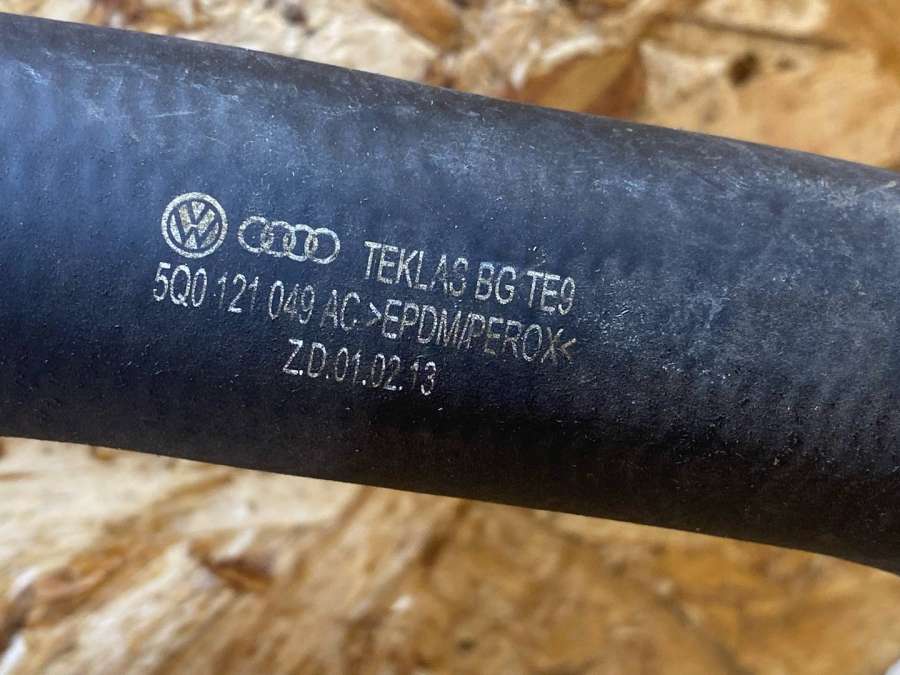 TEKLAS BG TE9
5Q0 121 049 AC >EPDM/PEROX<
Z.D.01.02.13